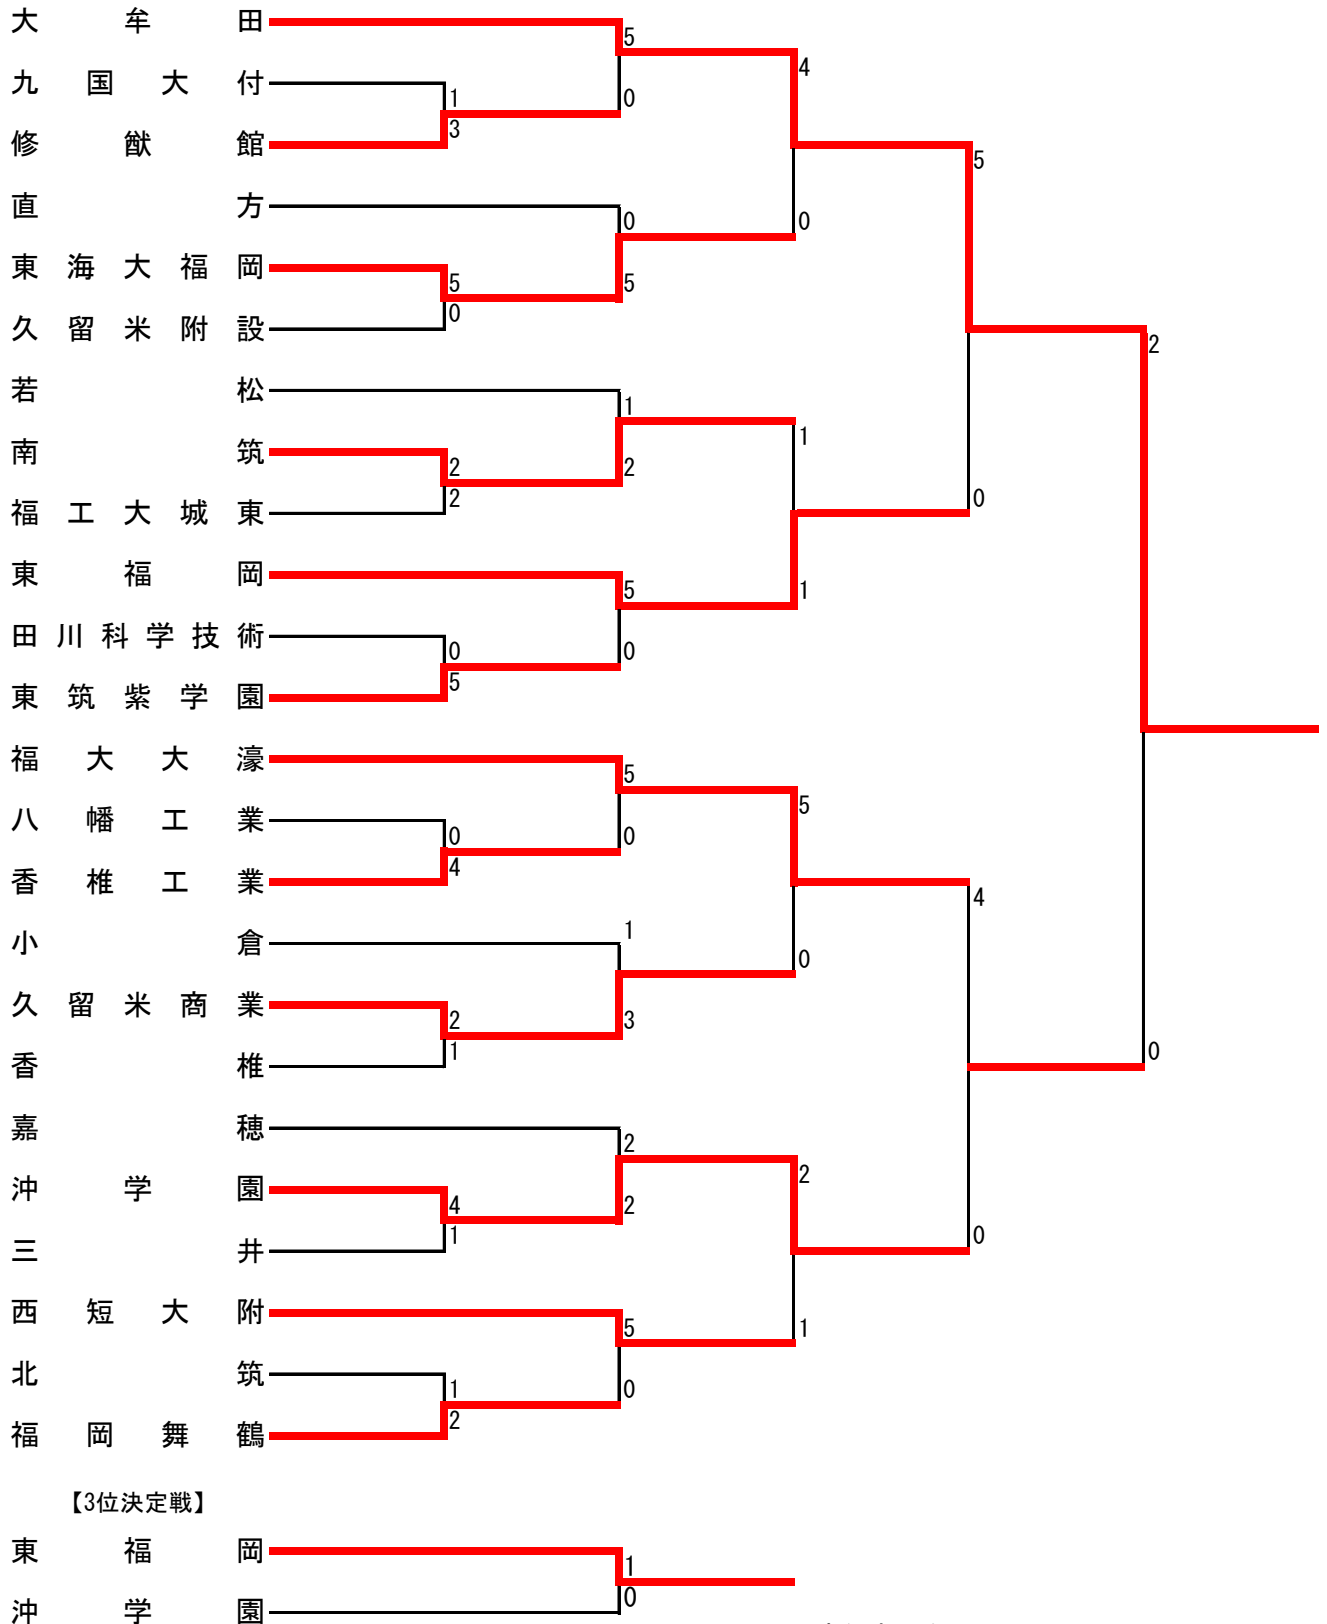 大牟田
5
4
九国大付
1
0
修猷館
3
5
直方
0
0
東海大福岡
5
5
久留米附設
0
2
若松
1
1
南筑
2
2
福工大城東
2
0
東福岡
5
1
田川科学技術
0
0
東筑紫学園
5
福大大濠
5
5
八幡工業
0
0
香椎工業
4
4
小倉
1
0
久留米商業
2
3
香椎
1
0
嘉穂
2
2
沖学園
4
2
三井
1
0
西短大附
5
1
北筑
1
0
福岡舞鶴
2
【3位決定戦】
東福岡
1
沖学園
0